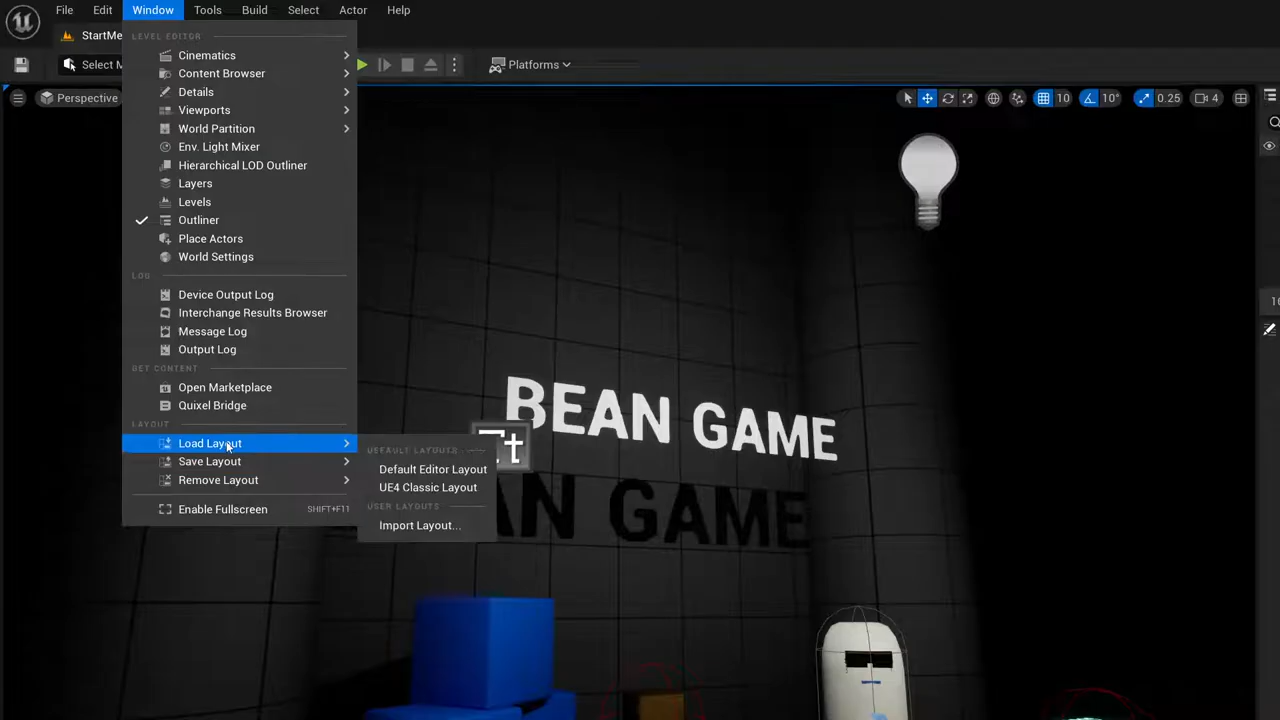 File Edit Window Tools Build Select Actor Help
StartMe
Select M
Platforms
Perspective
10 10° 0.25 4
LEVEL EDITOR
Cinematics
Content Browser
Details
Viewports
World Partition
Env. Light Mixer
Hierarchical LOD Outliner
Layers
Levels
Outliner
Place Actors
World Settings
LOG
Device Output Log
Interchange Results Browser
Message Log
Output Log
GET CONTENT
Open Marketplace
Quixel Bridge
LAYOUT
Load Layout
Save Layout
Remove Layout
Enable Fullscreen SHIFT+F11
DEFAULT LAYOUTS
Default Editor Layout
UE4 Classic Layout
USER LAYOUTS
Import Layout...
BEAN GAME
Tt
AN GAME